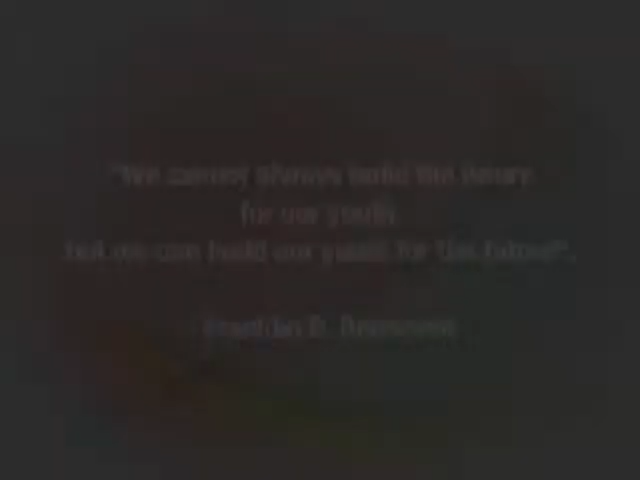 "We cannot always build the future
for our youth
but we can build our youth for the future".
Franklin D. Roosevelt